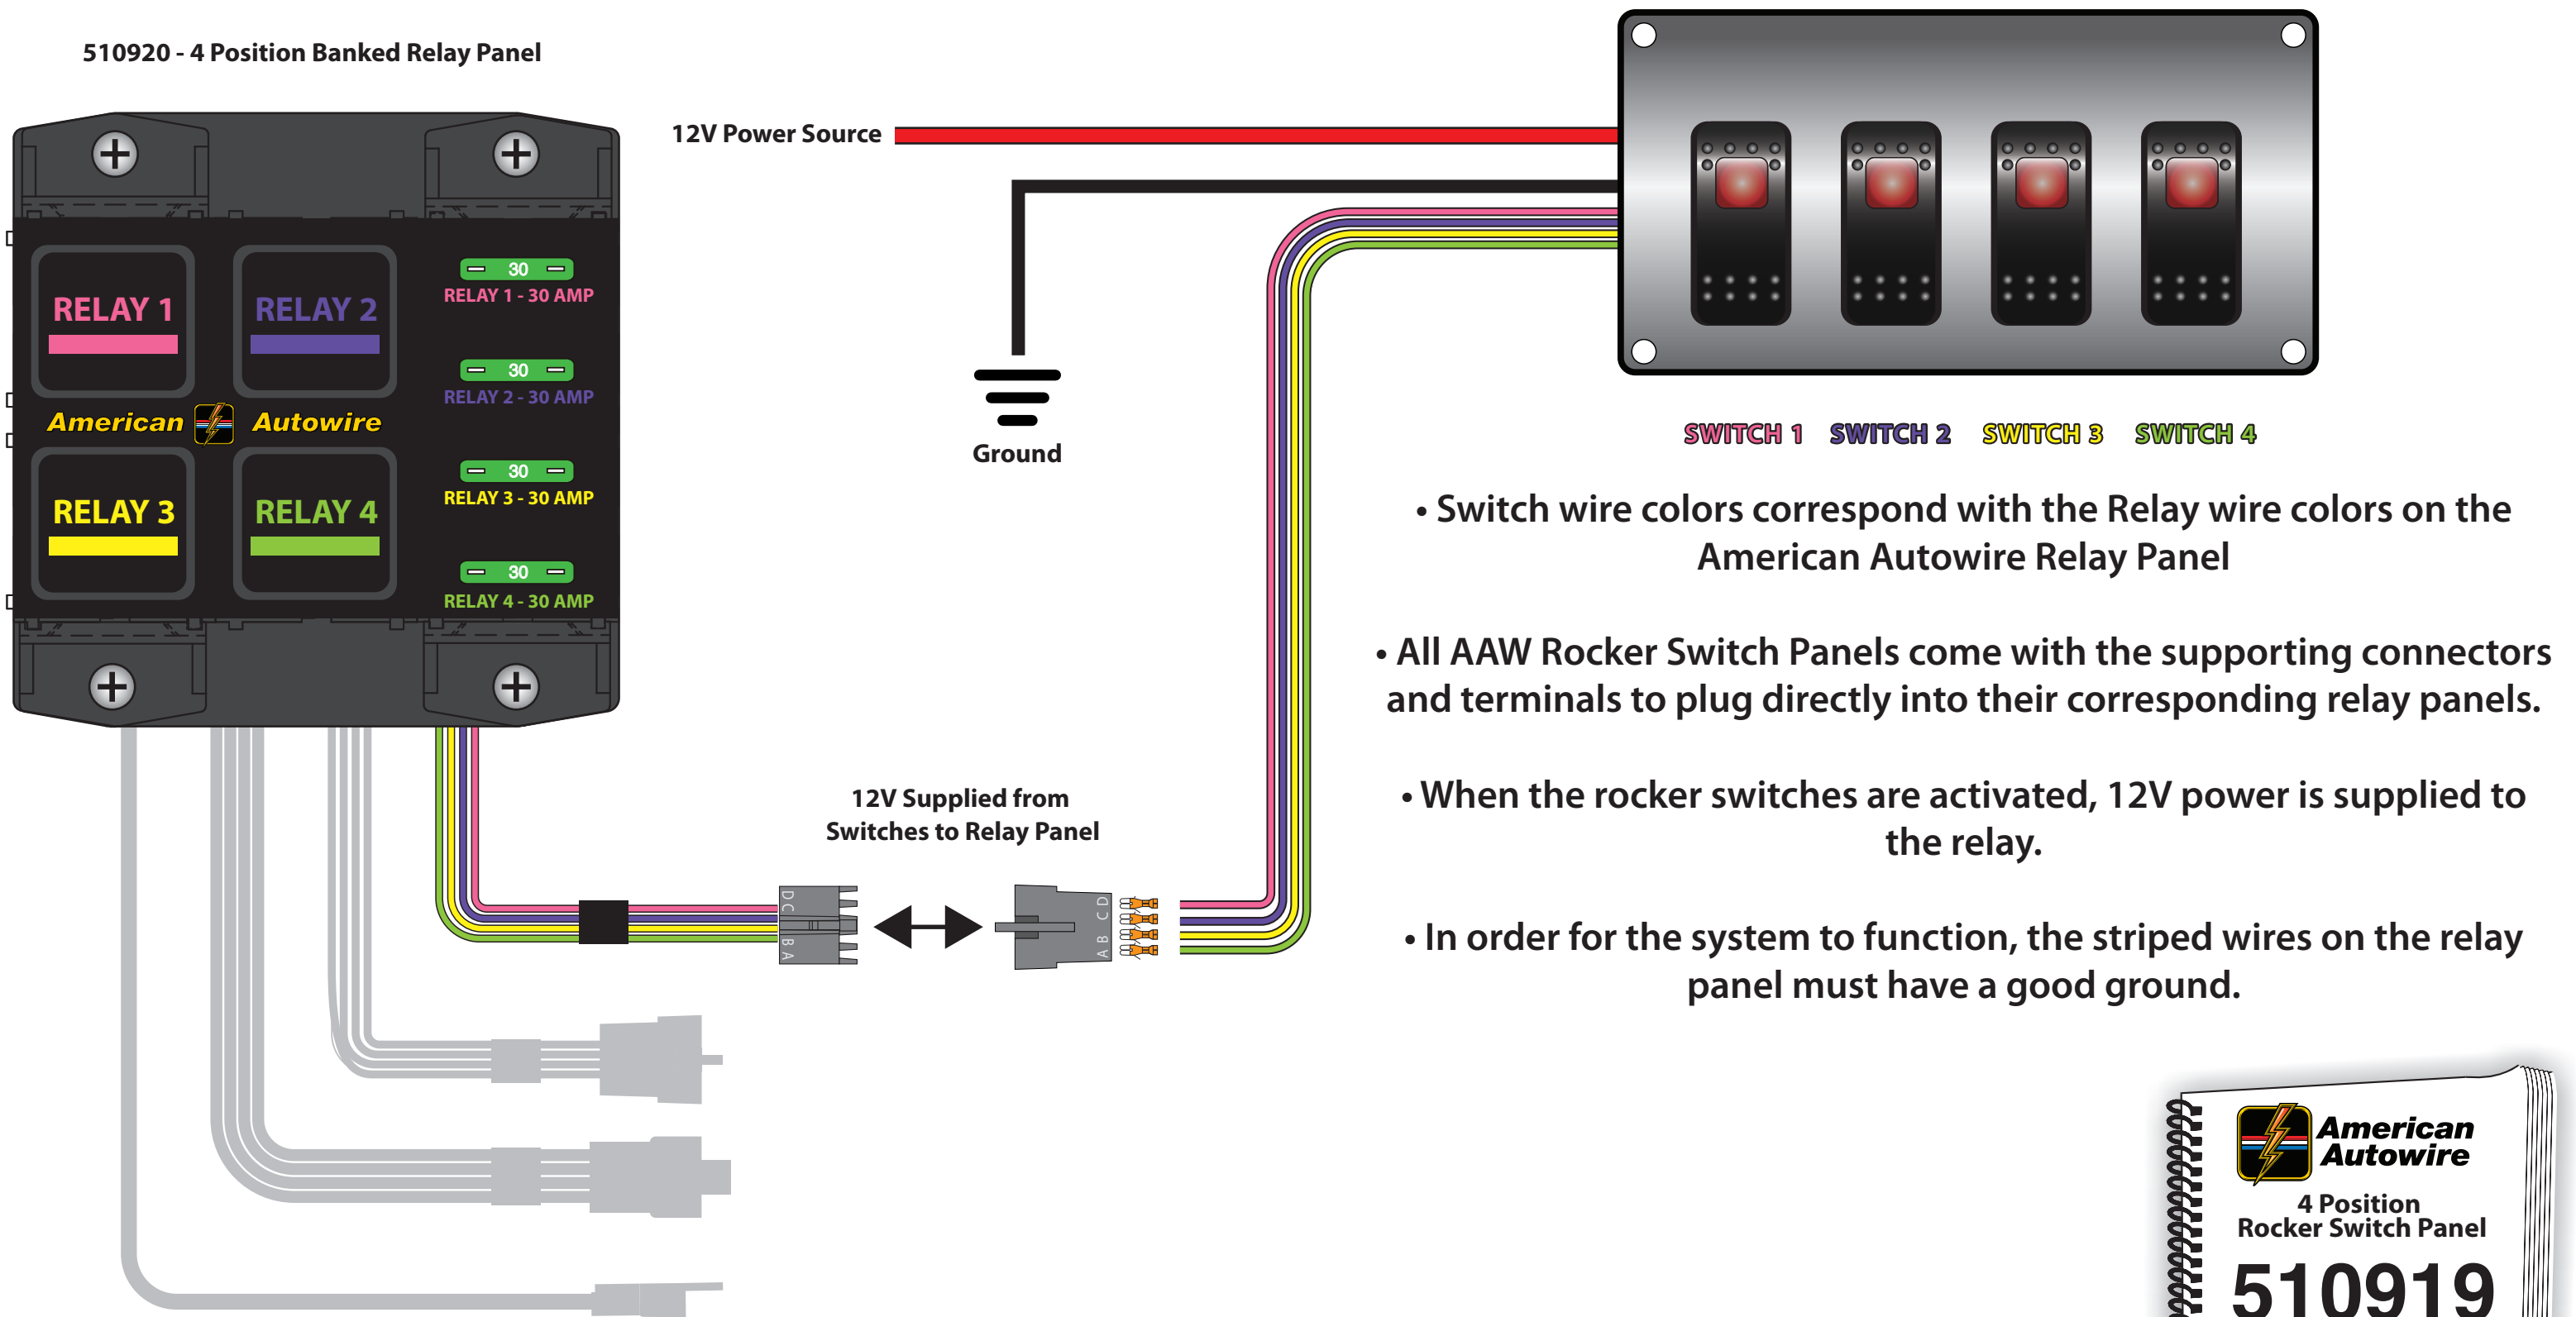 510920 - 4 Position Banked Relay Panel
12V Power Source
RELAY 1
RELAY 2
30
RELAY 1 - 30 AMP
30
RELAY 2 - 30 AMP
American Autowire
30
RELAY 3 - 30 AMP
RELAY 3
RELAY 4
30
RELAY 4 - 30 AMP
Ground
SWITCH 1 SWITCH 2 SWITCH 3 SWITCH 4
• Switch wire colors correspond with the Relay wire colors on the
American Autowire Relay Panel
• All AAW Rocker Switch Panels come with the supporting connectors
and terminals to plug directly into their corresponding relay panels.
• When the rocker switches are activated, 12V power is supplied to
the relay.
• In order for the system to function, the striped wires on the relay
panel must have a good ground.
12V Supplied from
Switches to Relay Panel
D C
B A
A B C D
American
Autowire
4 Position
Rocker Switch Panel
510919